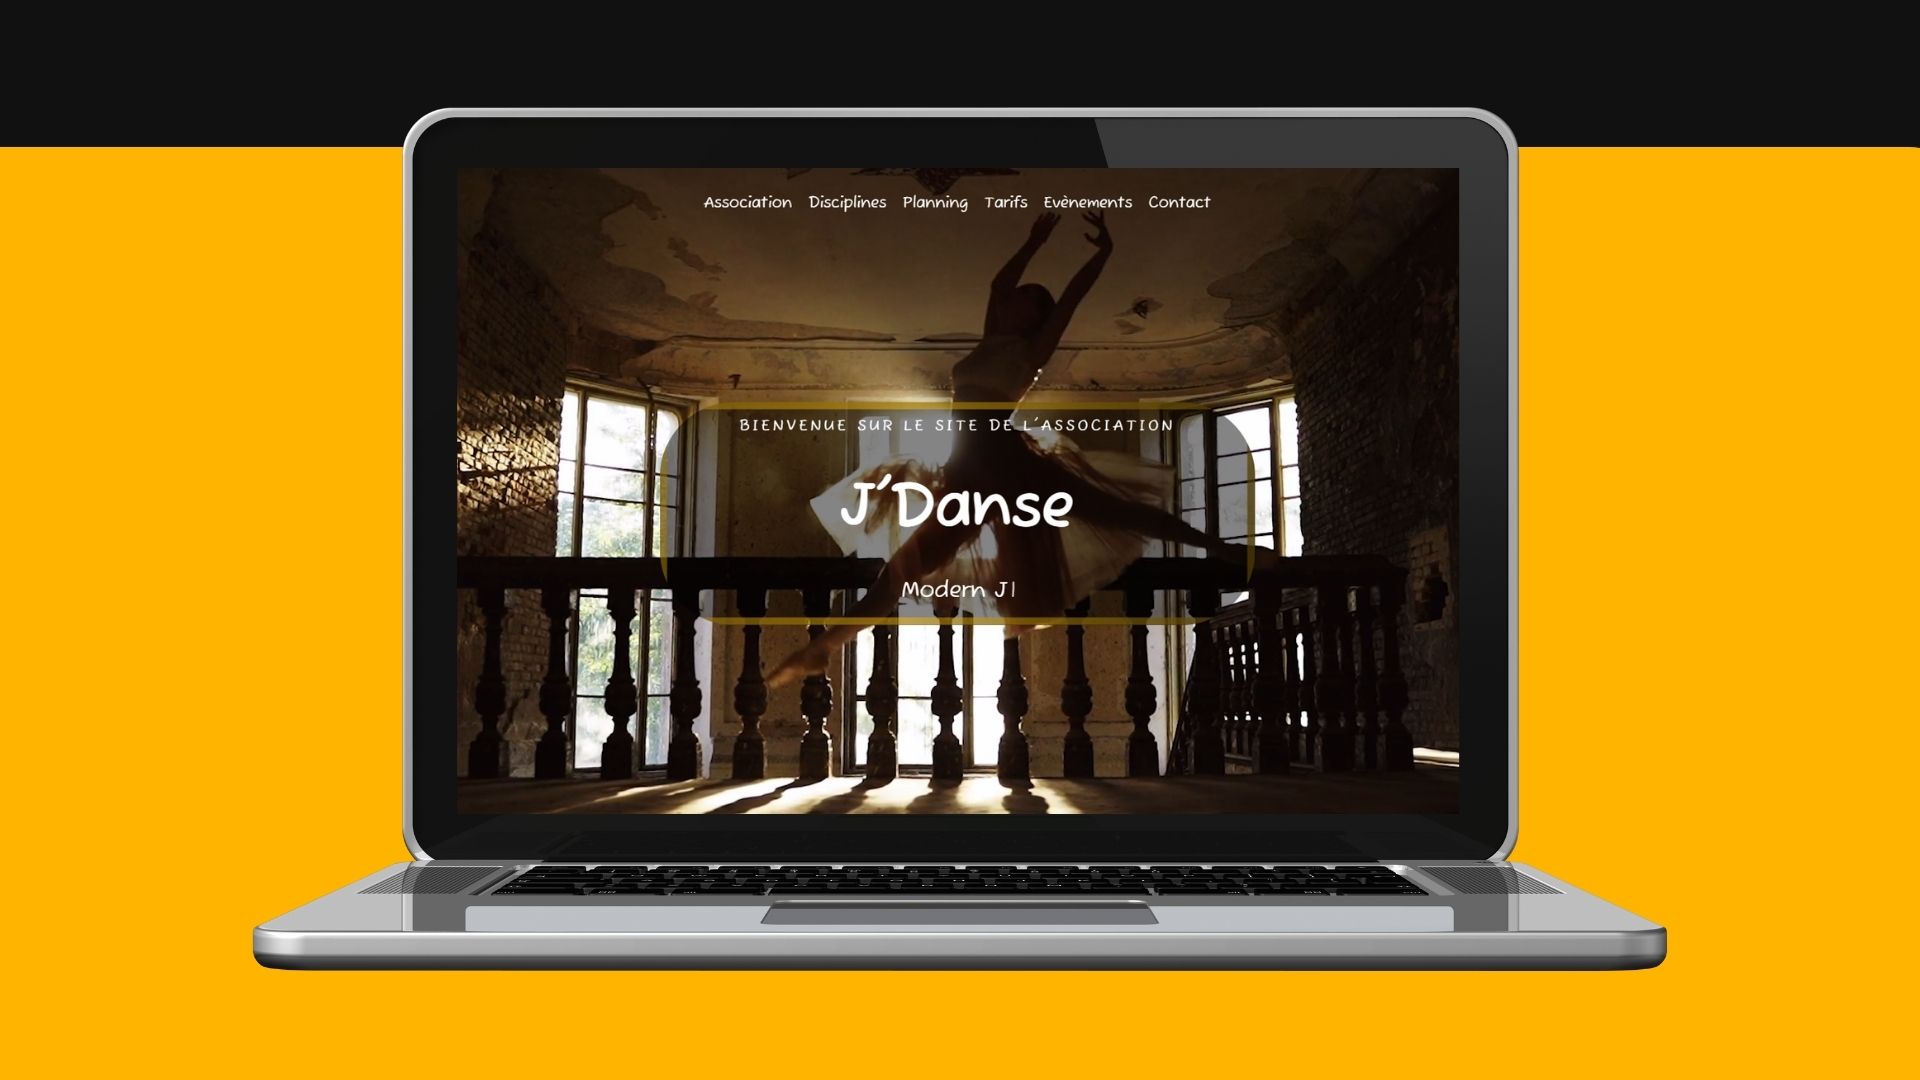 Association Disciplines Planning Tarifs Evènements Contact
BIENVENUE SUR LE SITE DE L'ASSOCIATION
J'Danse
Modern J|